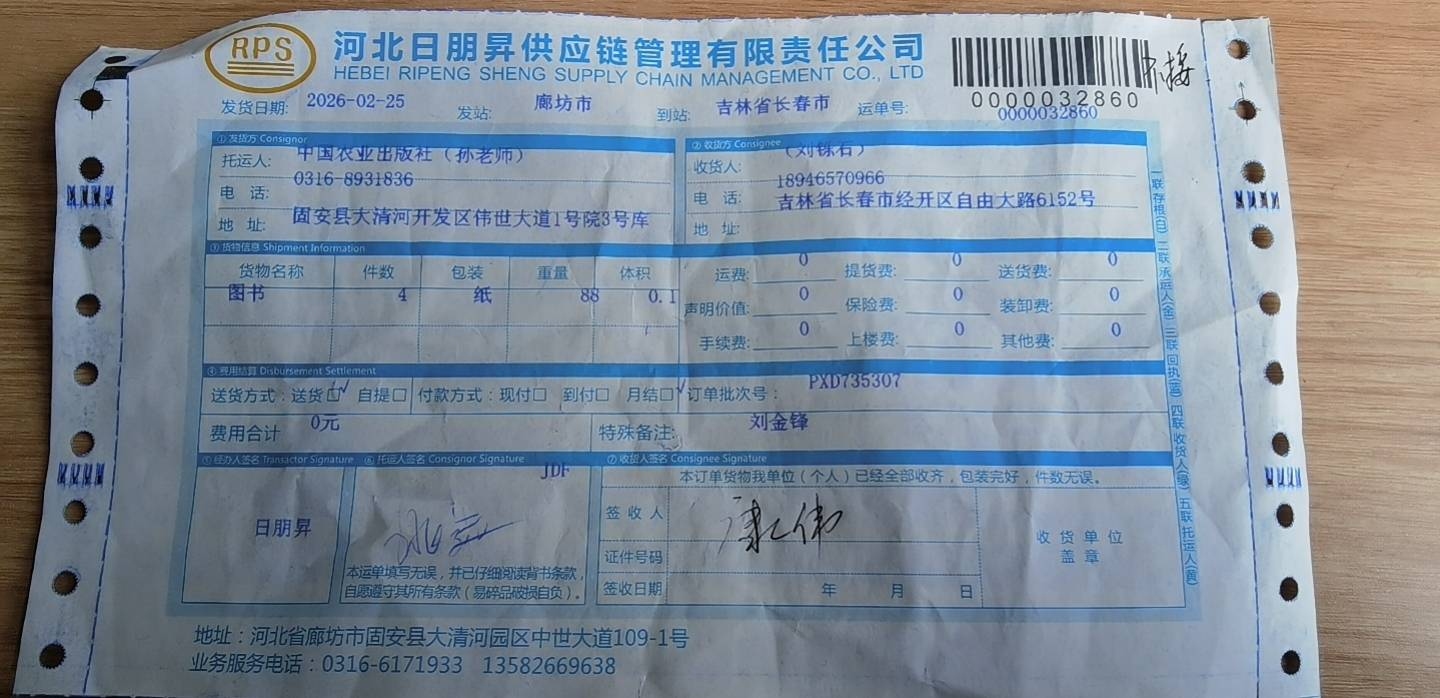 RPS
河北日朋昇供应链管理有限责任公司
HEBEI RIPENG SHENG SUPPLY CHAIN MANAGEMENT CO., LTD
0000032860
发货日期: 2026-02-25 发站: 廊坊市 到站: 吉林省长春市 运单号: 0000032860
①发货方 Consignor
托运人: 中国农业出版社（孙老师）
电 话: 0316-8931836
地 址: 固安县大清河开发区伟世大道1号院3号库
②收货方 Consignee
收货人: （刘铄石）
电 话: 18946570966
地 址: 吉林省长春市经开区自由大路6152号
③货物信息 Shipment Information
货物名称 件数 包装 重量 体积
图书 4 纸 88 0.1
运费: 0 提货费: 0 送货费: 0
声明价值: 0 保险费: 0 装卸费: 0
手续费: 0 上楼费: 0 其他费: 0
④费用结算 Disbursement Settlement
送货方式：送货☐√ 自提☐ 付款方式：现付☐ 到付☐ 月结☐√ 订单批次号： PXD735307
费用合计 0元 特殊备注: 刘金锋
⑤经办人签名 Transactor Signature ⑥托运人签名 Consignor Signature ⑦收货人签名 Consignee Signature
日朋昇
JDF
本运单填写无误，并已仔细阅读背书条款，
自愿遵守其所有条款（易碎品破损自负）。
本订单货物我单位（个人）已经全部收齐，包装完好，件数无误。
签收人
证件号码
签收日期 年 月 日
收货单位
盖章
一联存根(白) 二联承运人(金) 三联回执(蓝) 四联收货人(绿) 五联托运人(黄)
地址：河北省廊坊市固安县大清河园区中世大道109-1号
业务服务电话：0316-6171933 13582669638